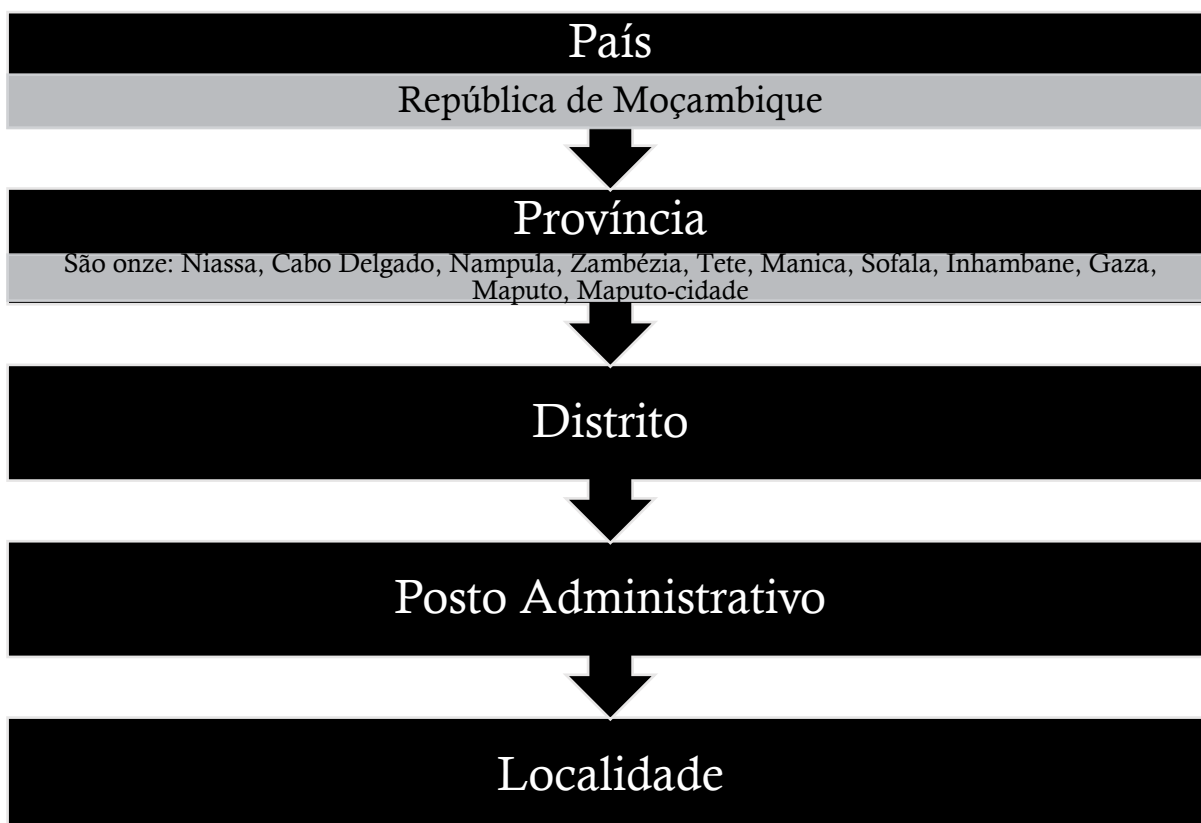 País
República de Moçambique
Província
São onze: Niassa, Cabo Delgado, Nampula, Zambézia, Tete, Manica, Sofala, Inhambane, Gaza,
Maputo, Maputo-cidade
Distrito
Posto Administrativo
Localidade